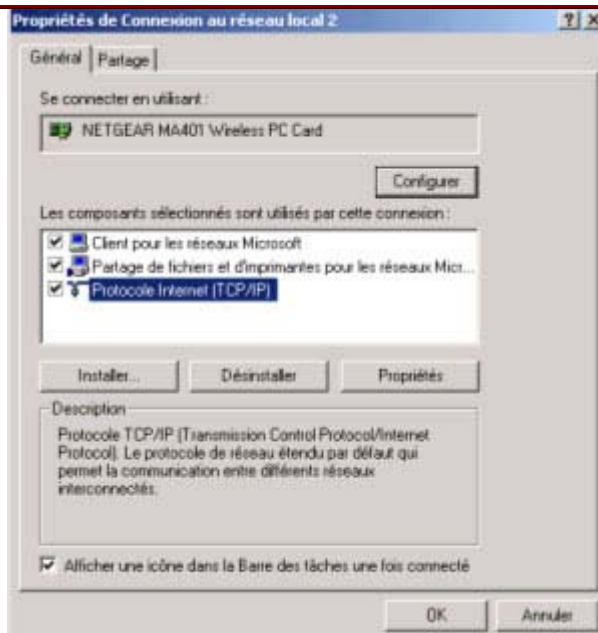 Propriétés de Connexion au réseau local 2
Général
Partage
Se connecter en utilisant :
NETGEAR MA401 Wireless PC Card
Configurer
Les composants sélectionnés sont utilisés par cette connexion :
Client pour les réseaux Microsoft
Partage de fichiers et d'imprimantes pour les réseaux Micr...
Protocole Internet (TCP/IP)
Installer...
Désinstaller
Propriétés
Description
Protocole TCP/IP (Transmission Control Protocol/Internet
Protocol). Le protocole de réseau étendu par défaut qui
permet la communication entre différents réseaux
interconnectés.
Afficher une icône dans la Barre des tâches une fois connecté
OK
Annuler